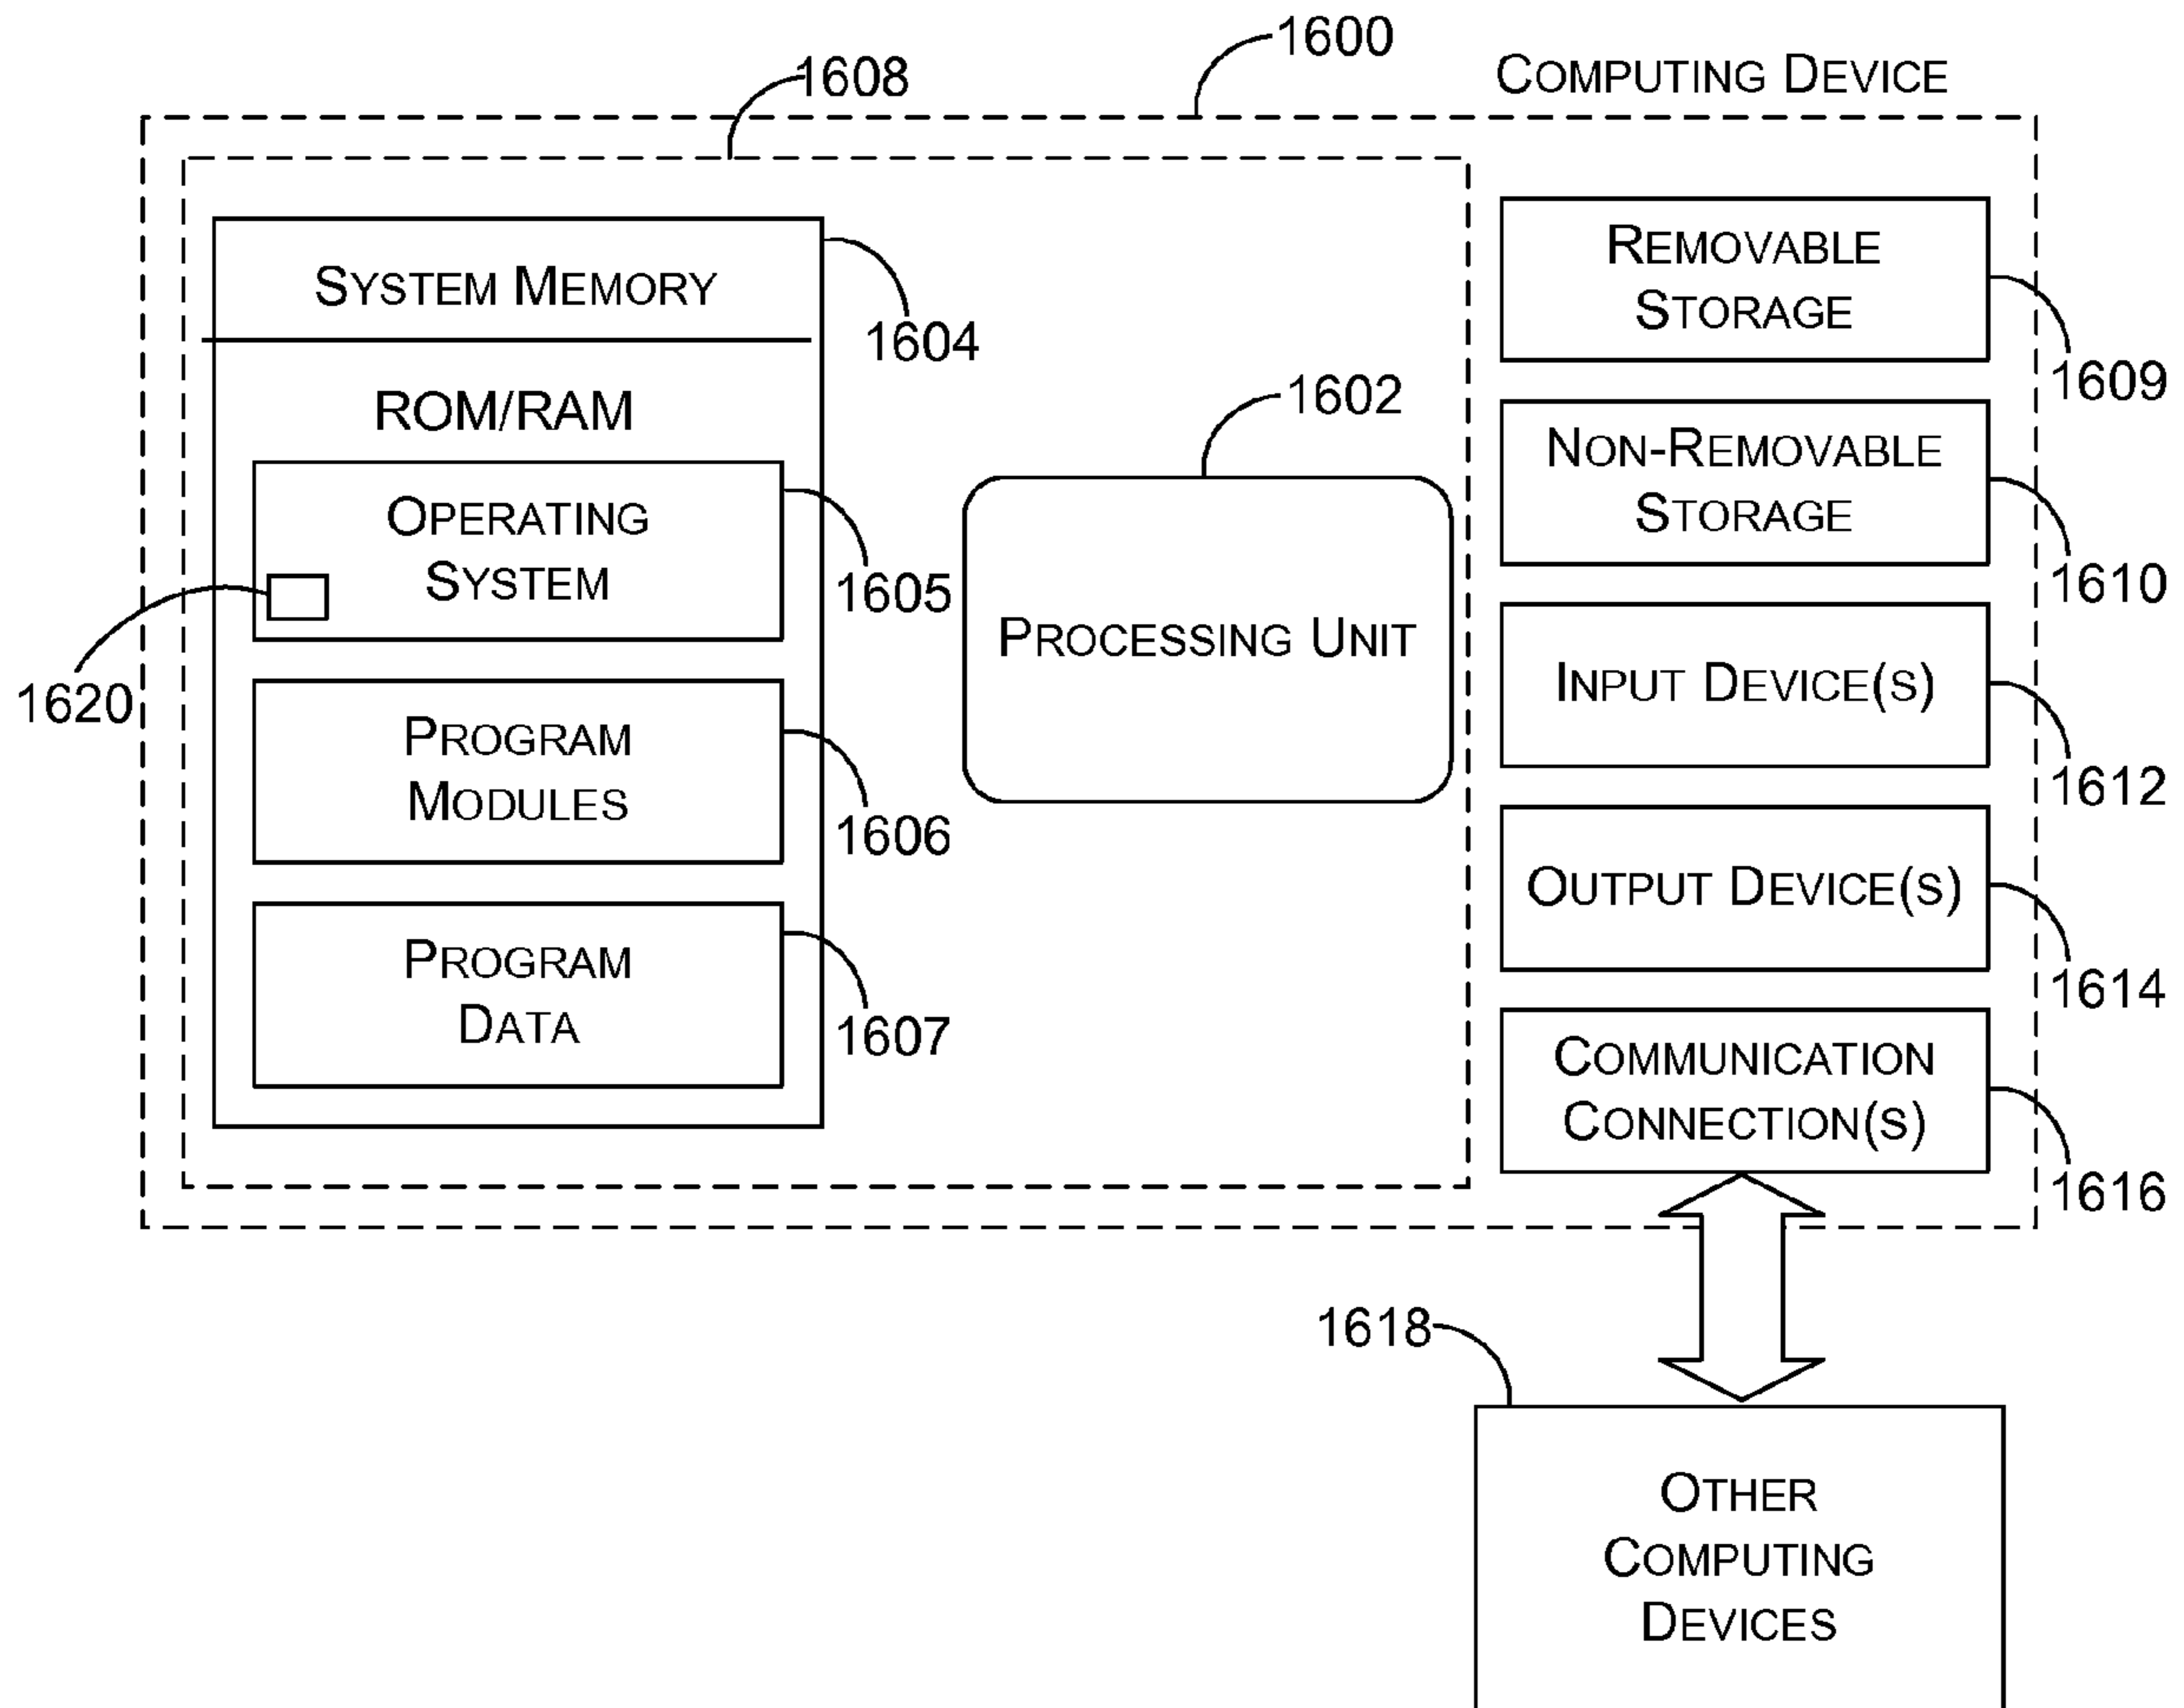 1600
COMPUTING DEVICE
1608
SYSTEM MEMORY
1604
ROM/RAM
OPERATING
SYSTEM
1605
1620
PROGRAM
MODULES
1606
PROGRAM
DATA
1607
1602
PROCESSING UNIT
REMOVABLE
STORAGE
1609
NON-REMOVABLE
STORAGE
1610
INPUT DEVICE(S)
1612
OUTPUT DEVICE(S)
1614
COMMUNICATION
CONNECTION(S)
1616
1618
OTHER
COMPUTING
DEVICES